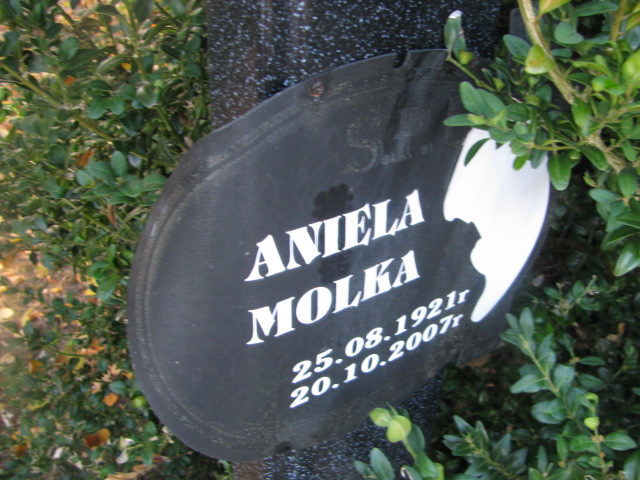 Ś.P.
ANIELA
MOLKA
25.08.1921r
20.10.2007r